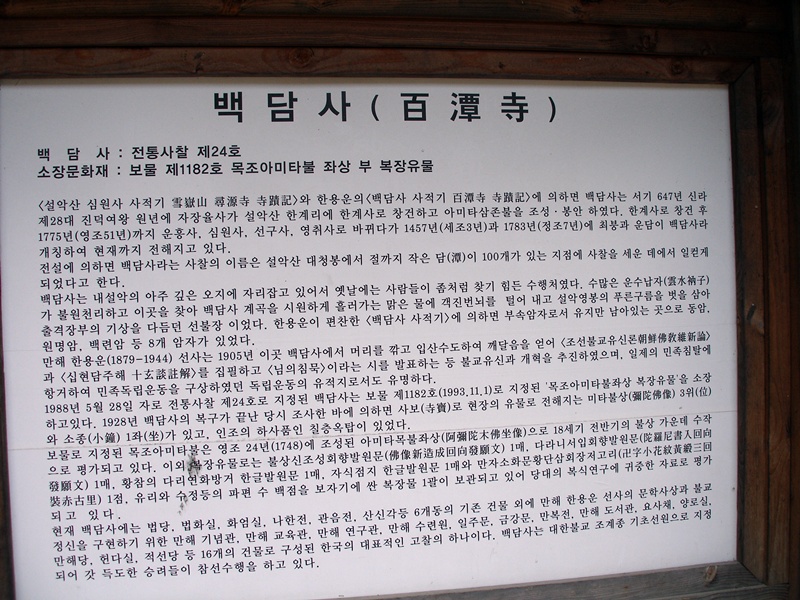 백 담 사 ( 百 潭 寺 )
백 담 사 : 전통사찰 제24호
소장문화재 : 보물 제1182호 목조아미타불 좌상 부 복장유물
〈설악산 심원사 사적기 雪嶽山 尋源寺 寺蹟記〉와 한용운의〈백담사 사적기 百潭寺 寺蹟記〉에 의하면 백담사는 서기 647년 신라
제28대 진덕여왕 원년에 자장율사가 설악산 한계리에 한계사로 창건하고 아미타삼존불을 조성·봉안 하였다. 한계사로 창건 후
1775년(영조51년)까지 운흥사, 심원사, 선구사, 영취사로 바뀌다가 1457년(세조3년)과 1783년(정조7년)에 최붕과 운담이 백담사라
개칭하여 현재까지 전해지고 있다.
전설에 의하면 백담사라는 사찰의 이름은 설악산 대청봉에서 절까지 작은 담(潭)이 100개가 있는 지점에 사찰을 세운 데에서 일컫게
되었다고 한다.
백담사는 내설악의 아주 깊은 오지에 자리잡고 있어서 옛날에는 사람들이 좀처럼 찾기 힘든 수행처였다. 수많은 운수납자(雲水衲子)
가 불원천리하고 이곳을 찾아 백담사 계곡을 시원하게 흘러가는 맑은 물에 객진번뇌를 털어 내고 설악영봉의 푸른구름을 벗을 삼아
출격장부의 기상을 다듬던 선불장 이었다. 한용운이 편찬한 〈백담사 사적기〉에 의하면 부속암자로서 유지만 남아있는 곳으로 동암,
원명암, 백련암 등 8개 암자가 있었다.
만해 한용운(1879-1944) 선사는 1905년 이곳 백담사에서 머리를 깎고 입산수도하여 깨달음을 얻어 〈조선불교유신론朝鮮佛敎維新論〉
과 〈십현담주해 十玄談註解〉를 집필하고 〈님의침묵〉이라는 시를 발표하는 등 불교유신과 개혁을 추진하였으며, 일제의 민족침탈에
항거하여 민족독립운동을 구상하였던 독립운동의 유적지로서도 유명하다.
1988년 5월 28일 자로 전통사찰 제24호로 지정된 백담사는 보물 제1182호(1993.11.1)로 지정된 '목조아미타불좌상 복장유물'을 소장
하고있다. 1928년 백담사의 복구가 끝난 당시 조사한 바에 의하면 사보(寺寶)로 현장의 유물로 전해지는 미타불상(彌陀佛像) 3위(位)
와 소종(小鐘) 1좌(坐)가 있고, 인조의 하사품인 칠층옥탑이 있었다.
보물로 지정된 목조아미타불은 영조 24년(1748)에 조성된 아미타목불좌상(阿彌陀木佛坐像)으로 18세기 전반기의 불상 가운데 수작
으로 평가되고 있다. 이외 복장유물로는 불상신조성회향발원문(佛像新造成回向發願文) 1매, 다라니서입회향발원문(陀羅尼書入回向
發願文) 1매, 황참의 다리연화방거 한글발원문 1매, 자식점지 한글발원문 1매와 만자소화문황단삼회장저고리(卍字小花紋黃緞三回
裝赤古里) 1점, 유리와 수정등의 파편 수 백점을 보자기에 싼 복장물 1괄이 보관되고 있어 당대의 복식연구에 귀중한 자료로 평가
되고 있다.
현재 백담사에는 법당, 법화실, 화엄실, 나한전, 관음전, 산신각등 6개동의 기존 건물 외에 만해 한용운 선사의 문학사상과 불교
정신을 구현하기 위한 만해 기념관, 만해 교육관, 만해 연구관, 만해 수련원, 일주문, 금강문, 만복전, 만해 도서관, 요사채, 양로실,
만해당, 헌다실, 적선당 등 16개의 건물로 구성된 한국의 대표적인 고찰의 하나이다. 백담사는 대한불교 조계종 기초선원으로 지정
되어 갓 득도한 승려들이 참선수행을 하고 있다.